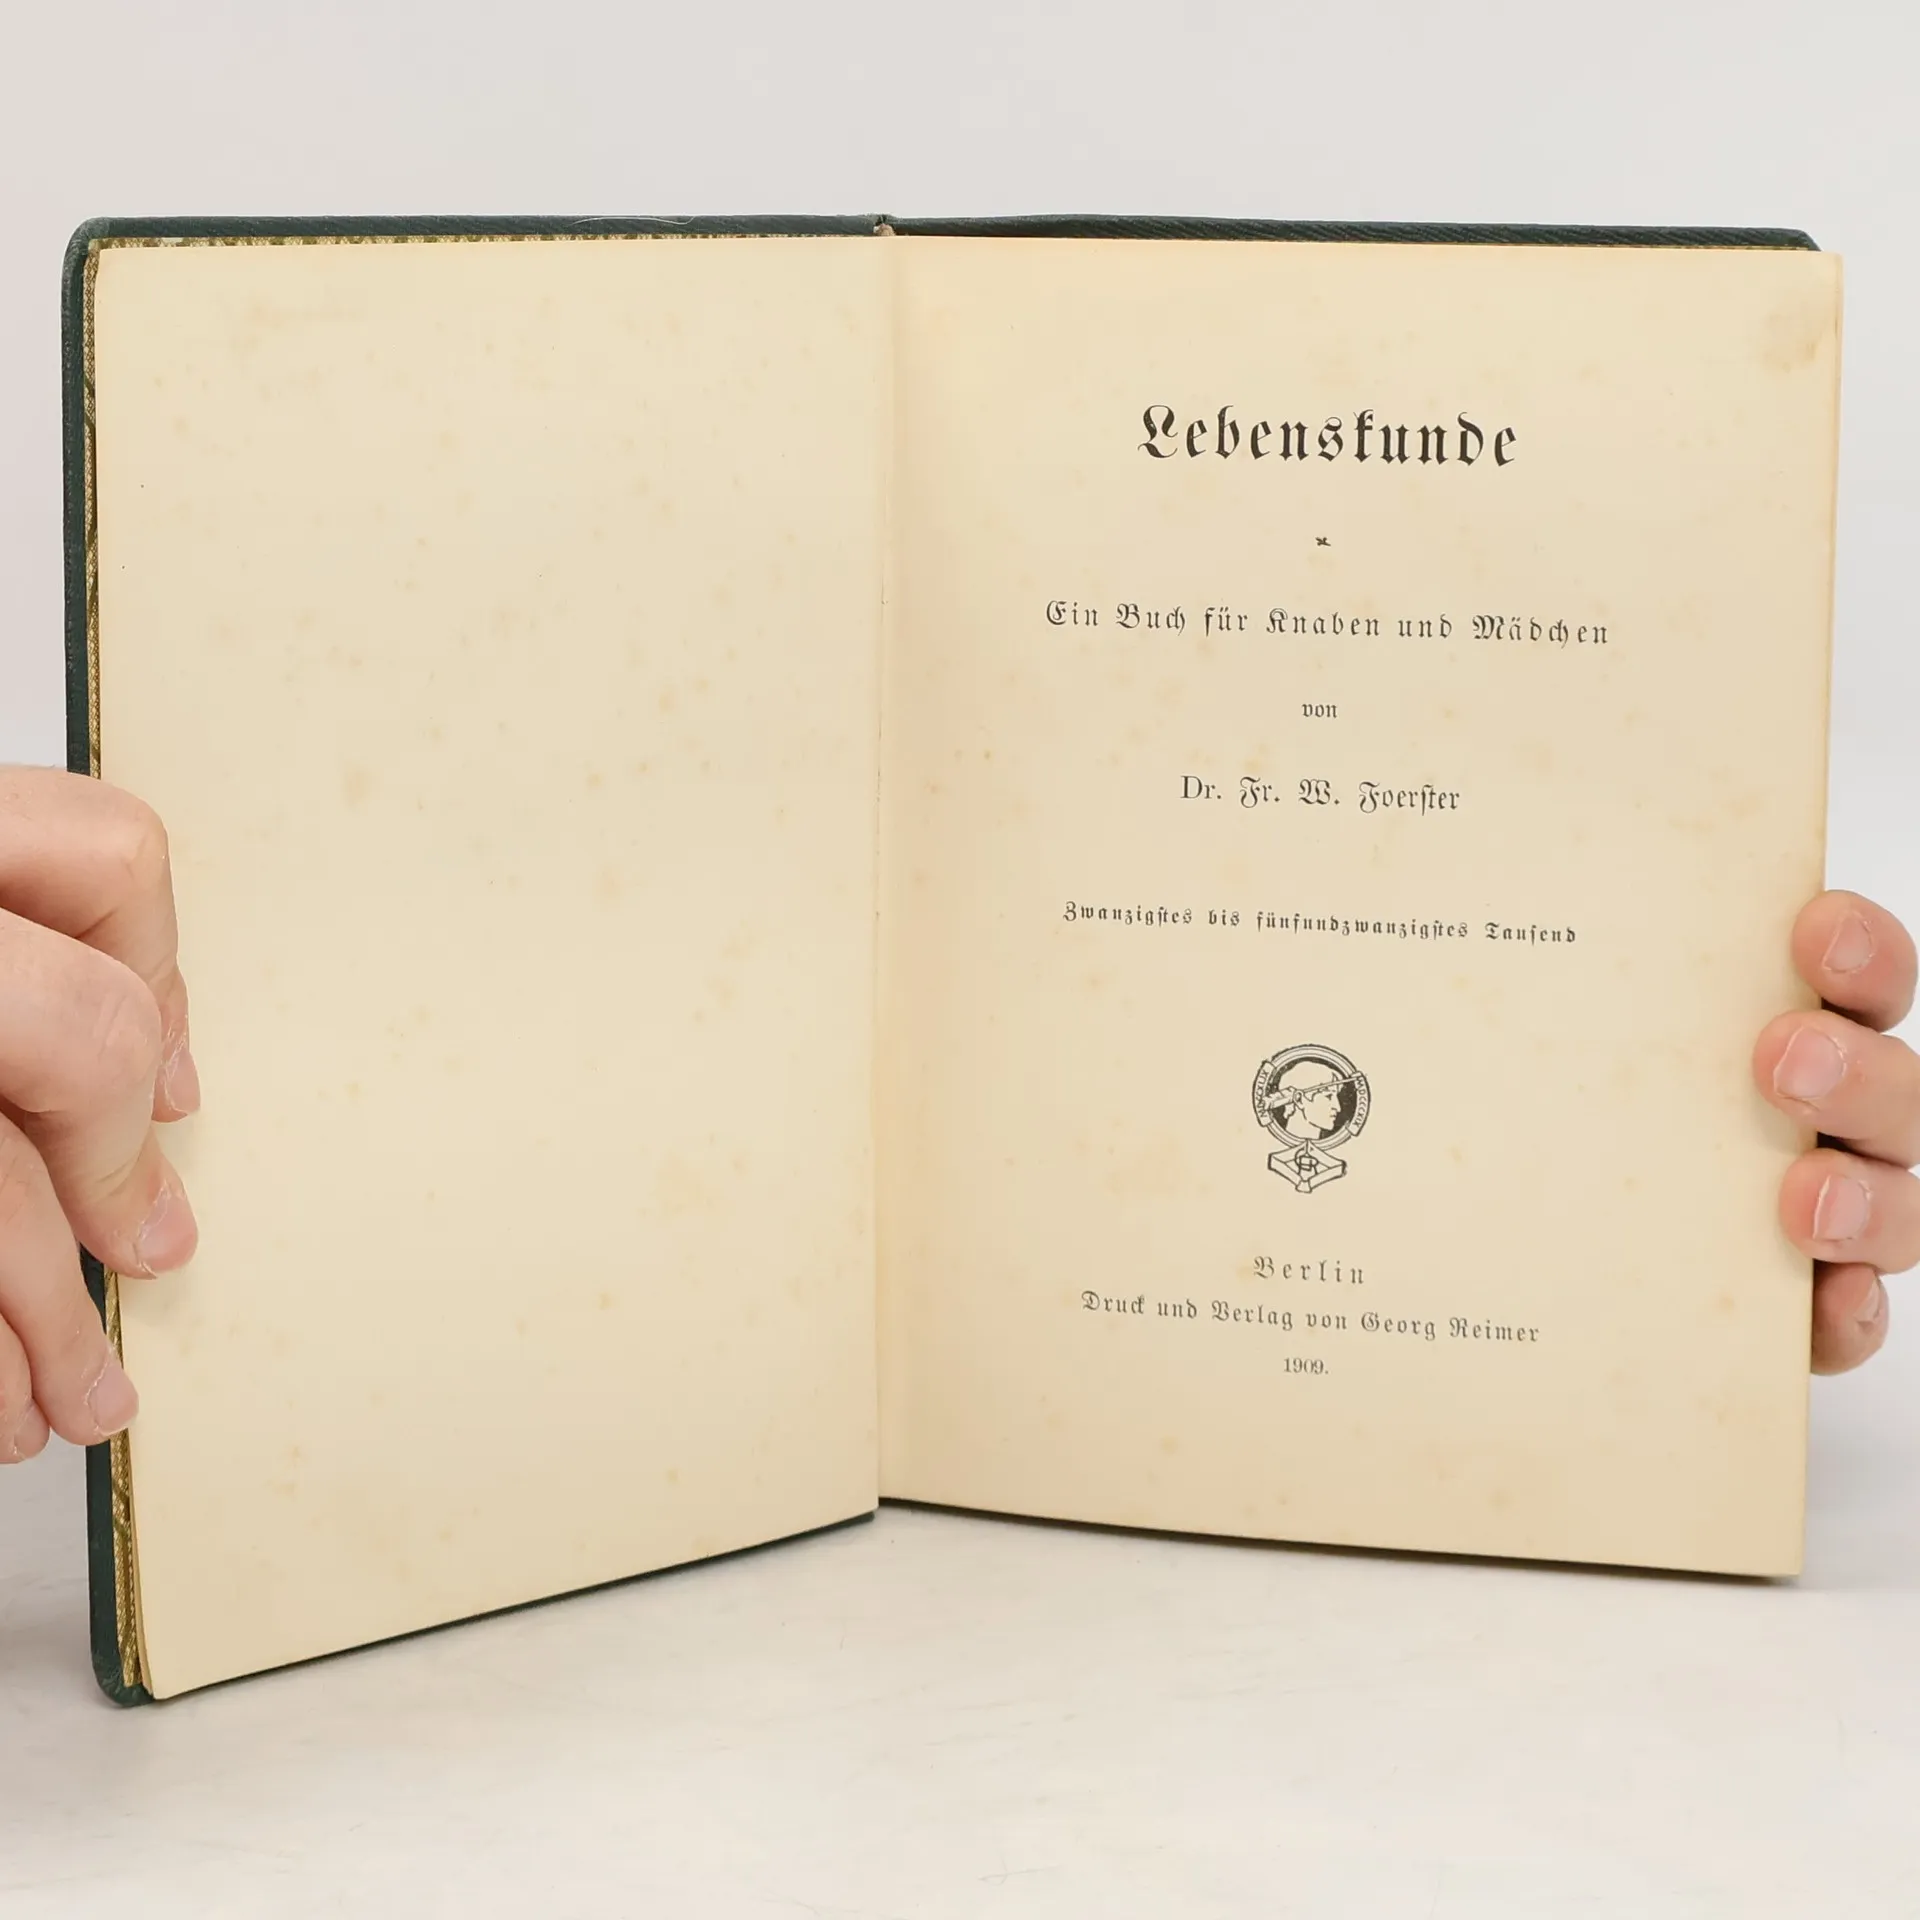 Lebenskunde
Ein Buch für Knaben und Mädchen
von
Dr. Fr. W. Foerster
Zwanzigstes bis fünfundzwanzigstes Tausend
Berlin
Druck und Verlag von Georg Reimer
1909.